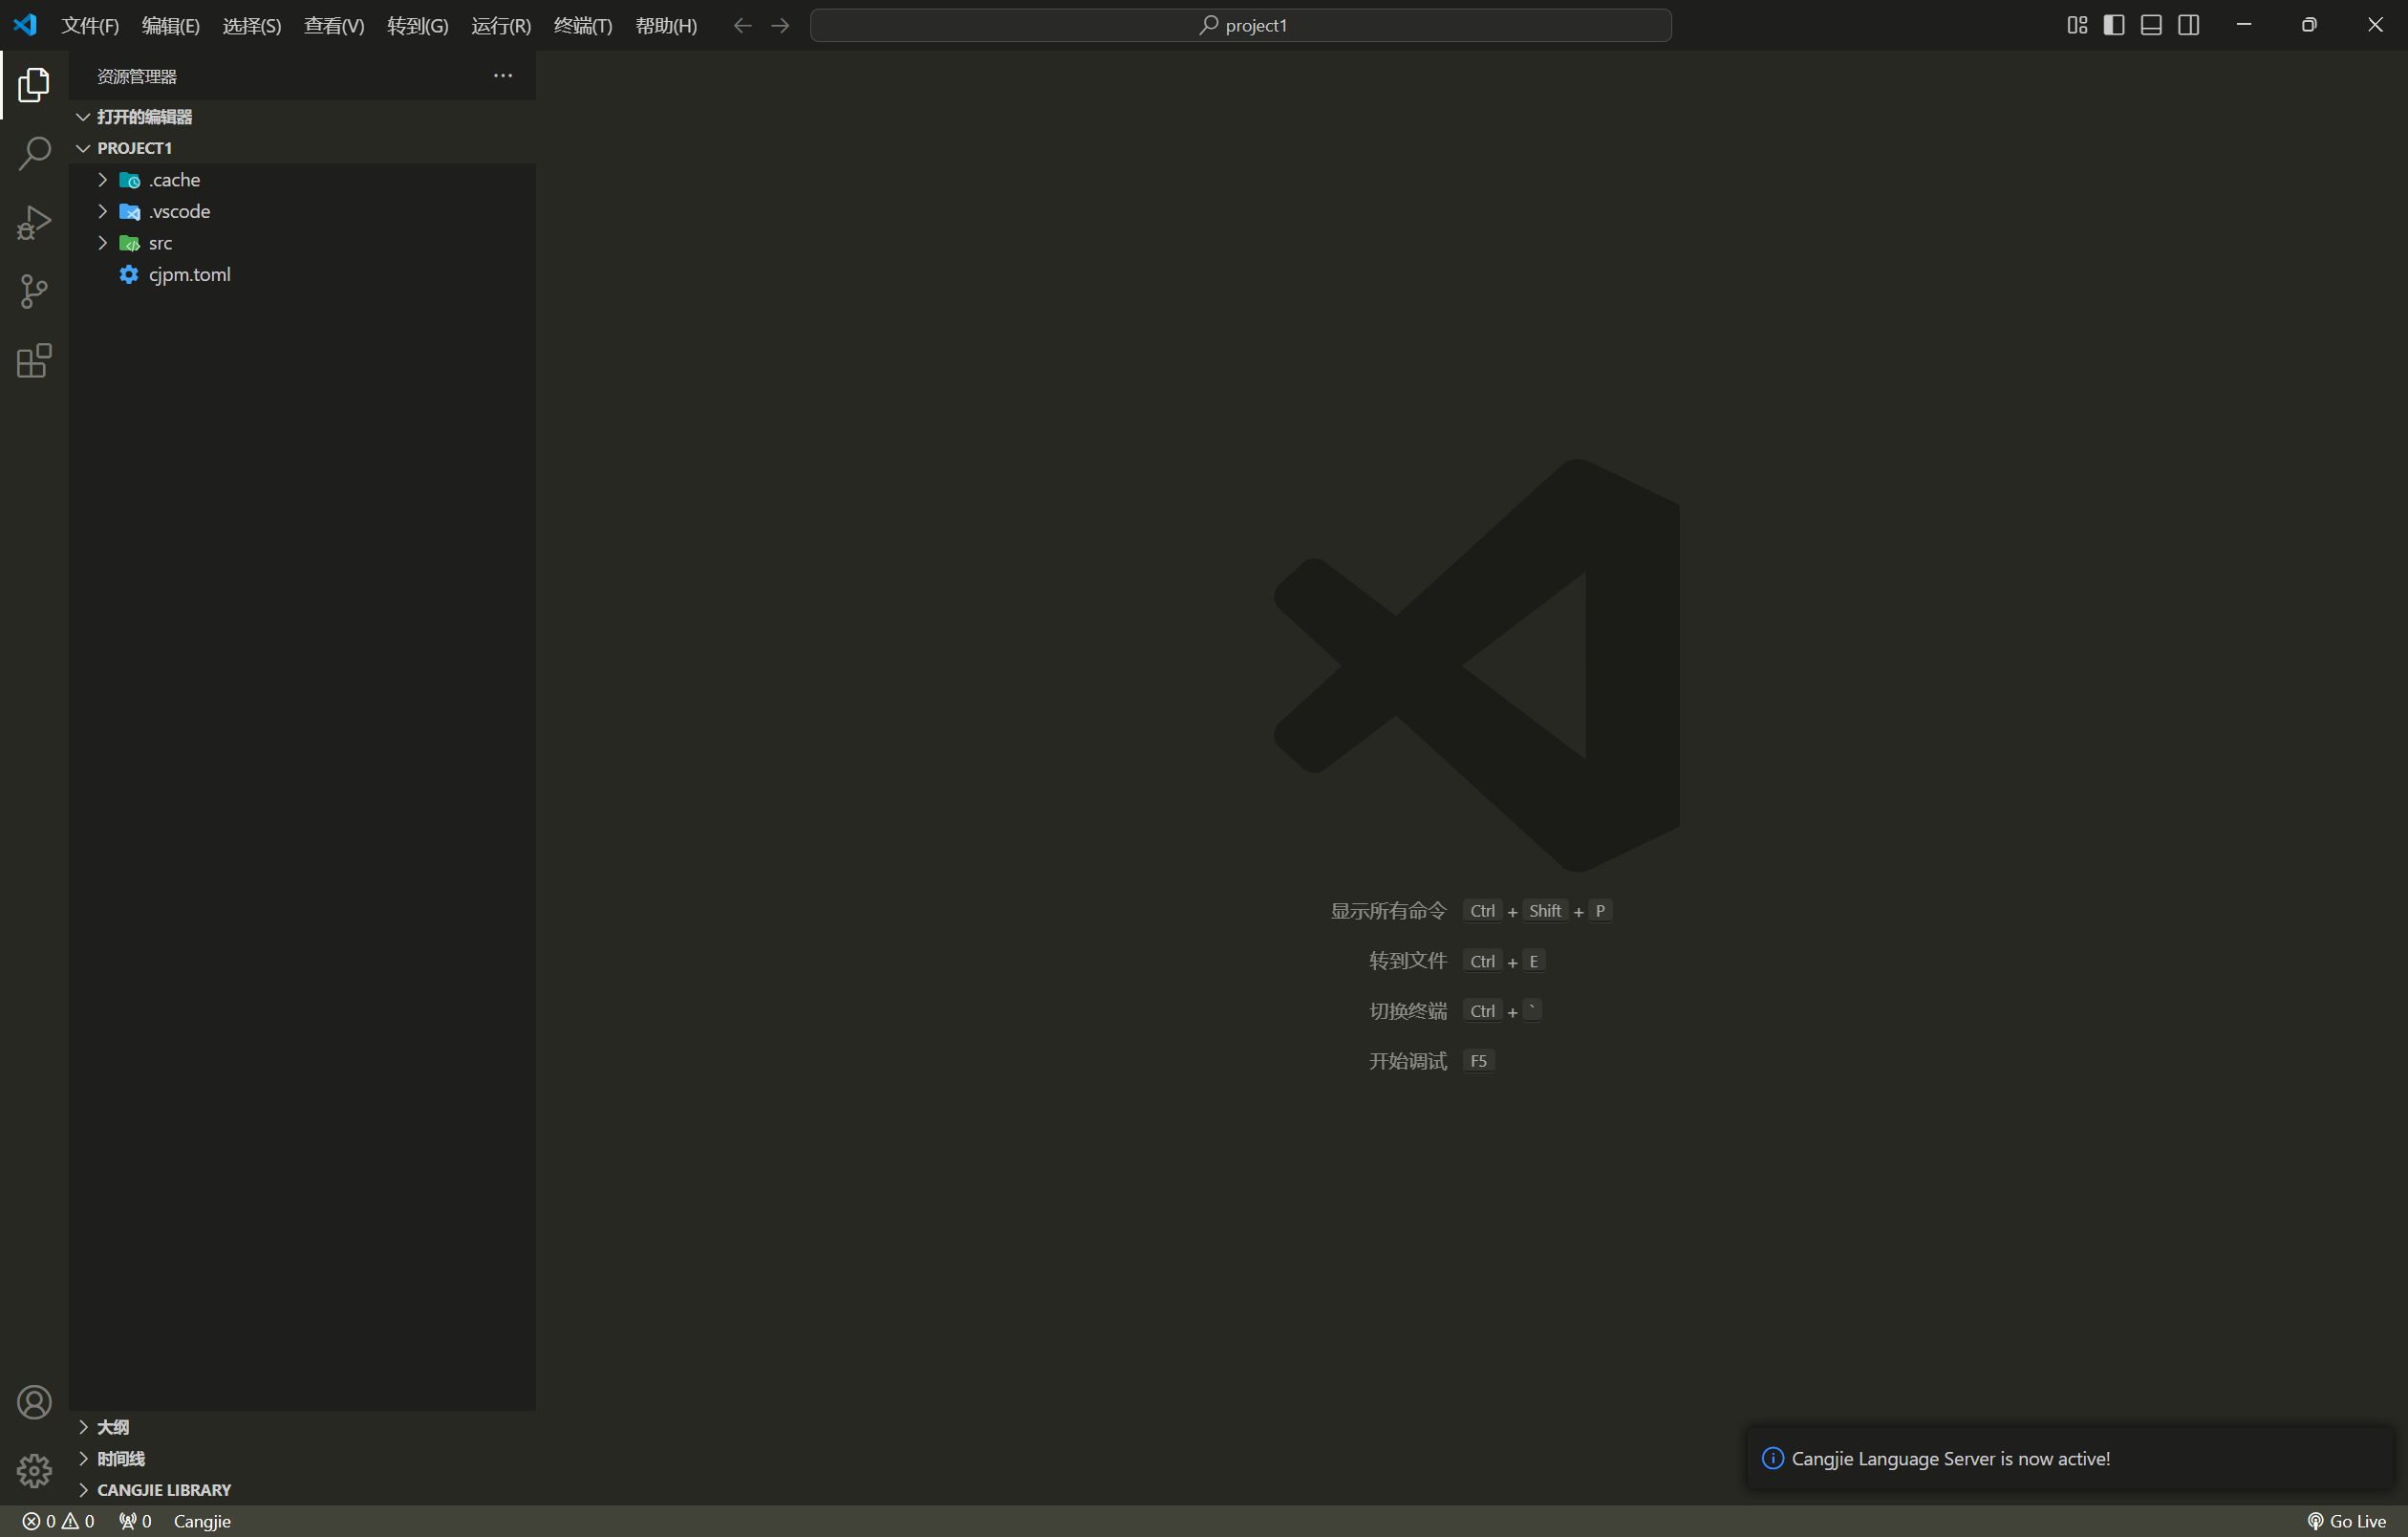 文件(F) 编辑(E) 选择(S) 查看(V) 转到(G) 运行(R) 终端(T) 帮助(H) project1
资源管理器
打开的编辑器
PROJECT1
.cache
.vscode
src
cjpm.toml
显示所有命令 Ctrl + Shift + P
转到文件 Ctrl + E
切换终端 Ctrl + `
开始调试 F5
大纲
时间线
CANGJIE LIBRARY
Cangjie Language Server is now active!
0 0 0 Cangjie Go Live